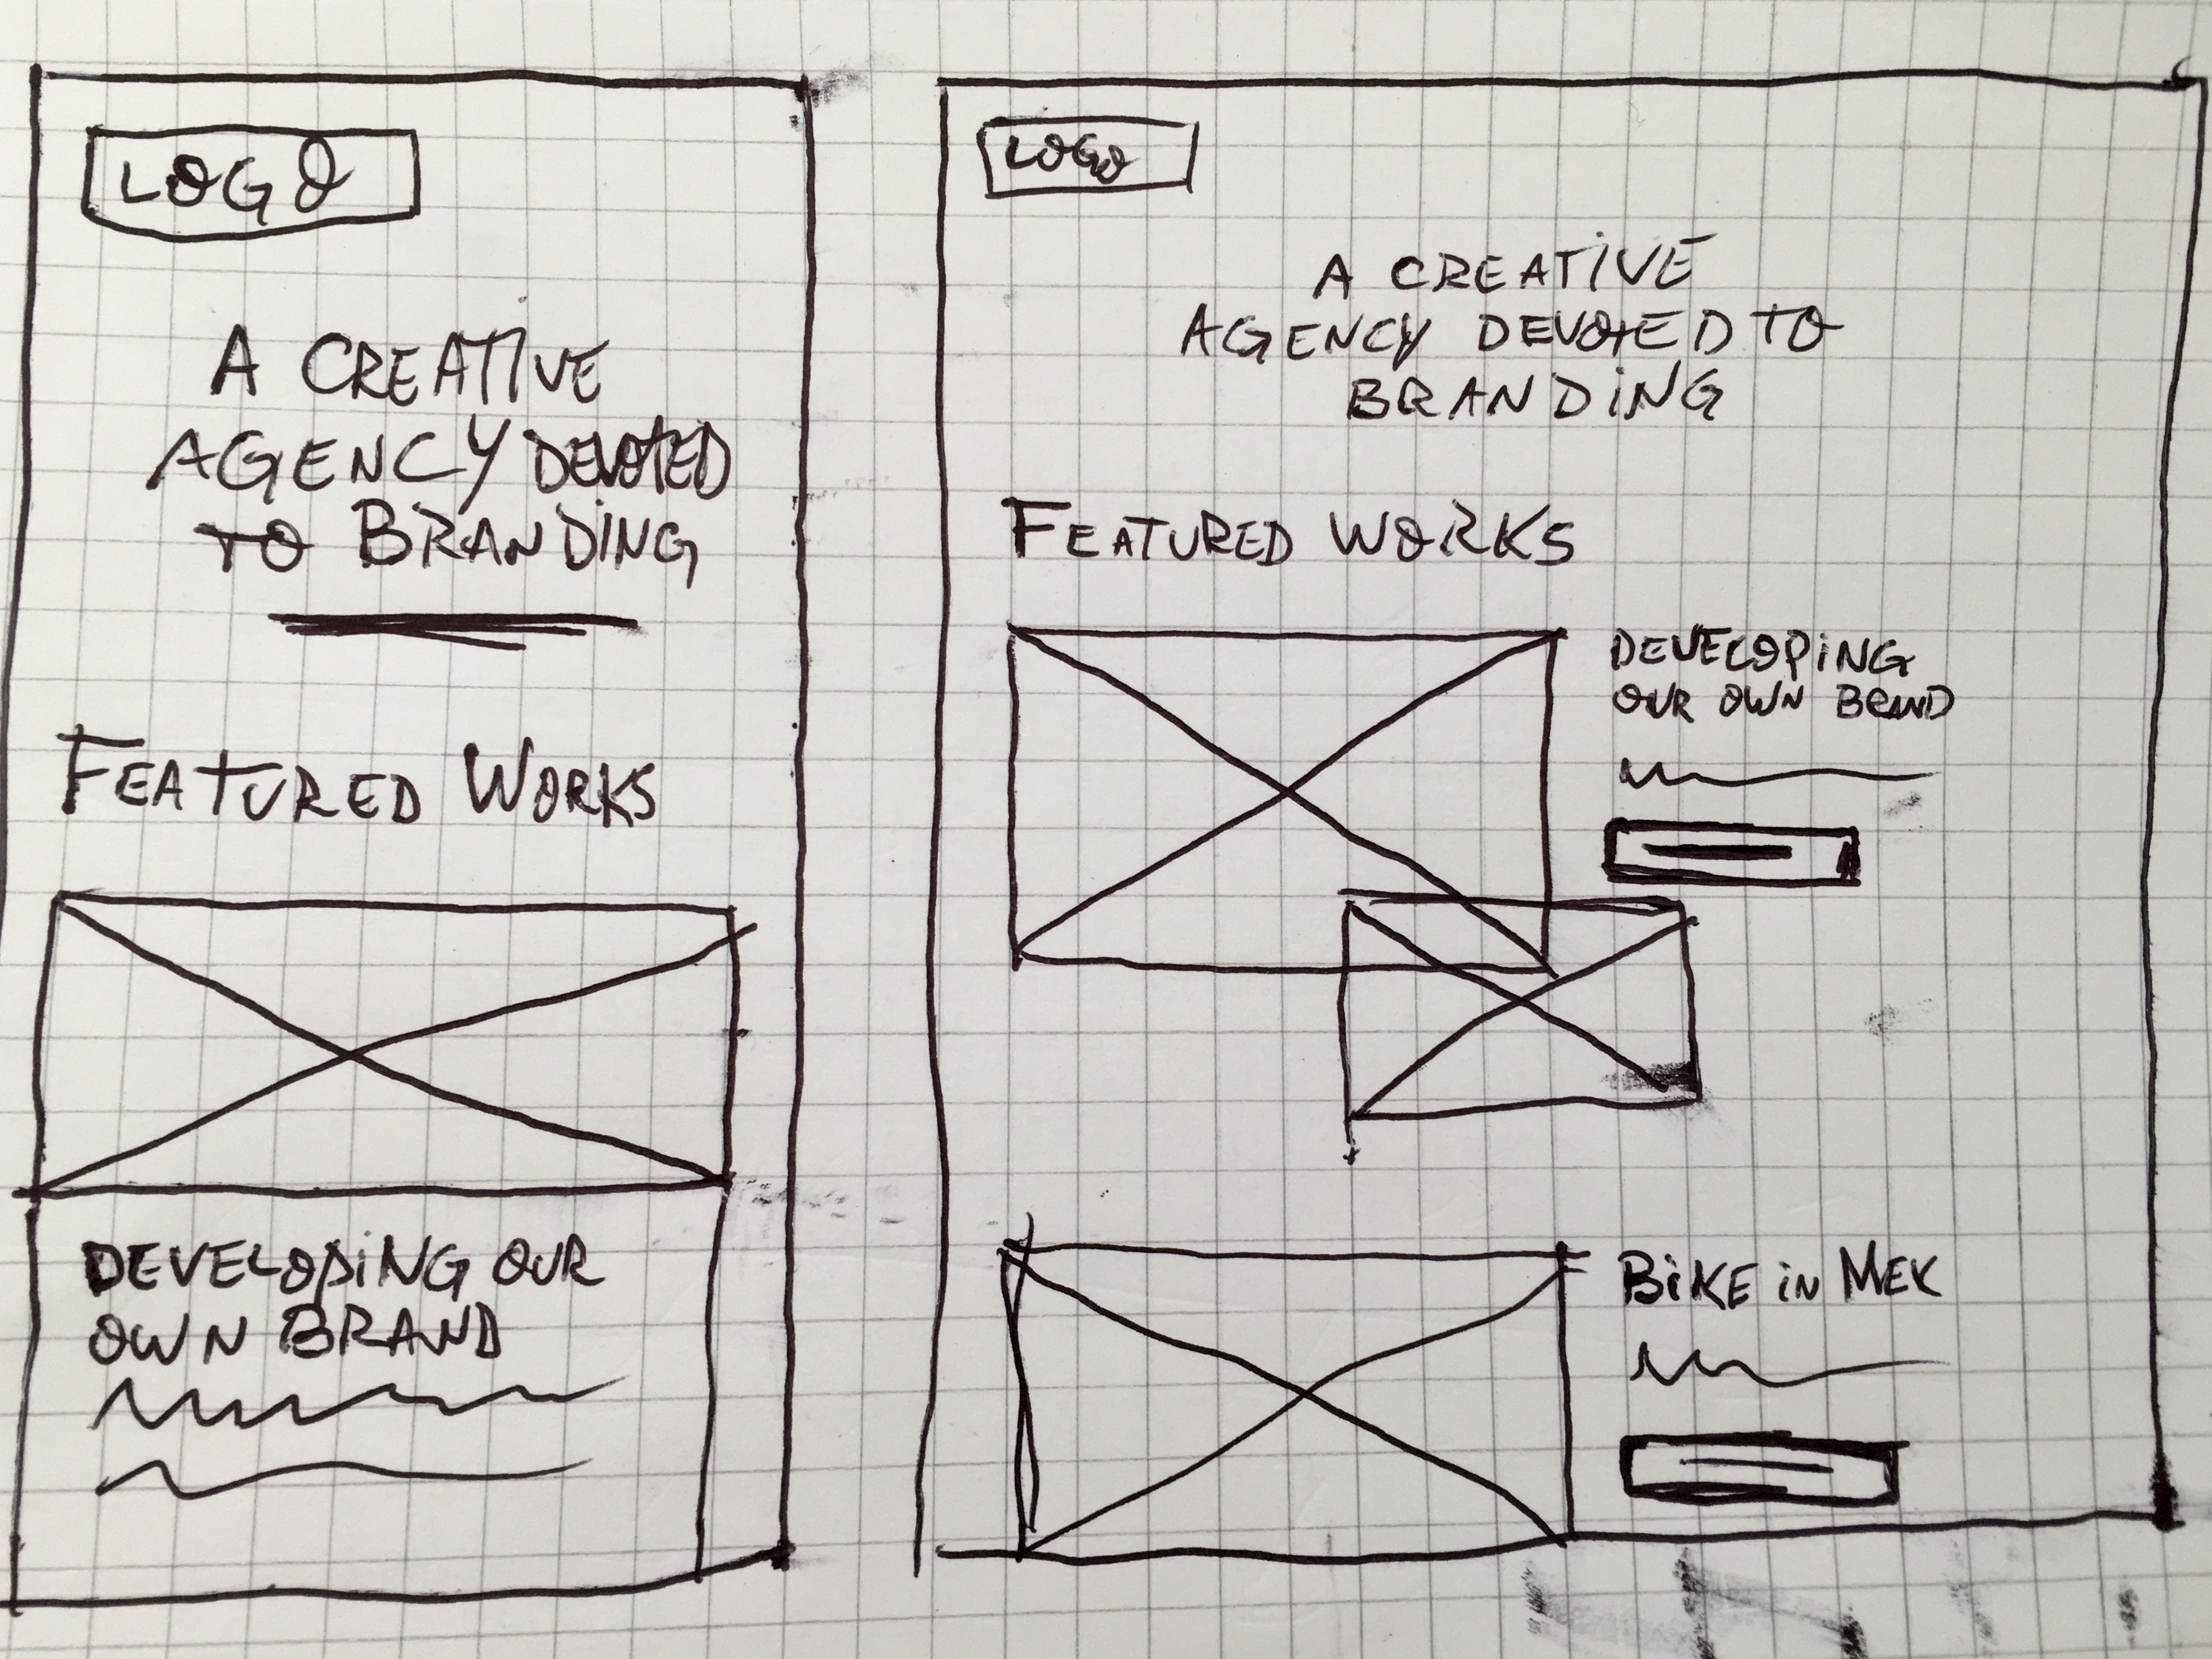 LOGO
A CREATIVE
AGENCY DEVOTED
TO BRANDING
FEATURED WORKS
DEVELOPING OUR
OWN BRAND
LOGO
A CREATIVE
AGENCY DEVOTED TO
BRANDING
FEATURED WORKS
DEVELOPING
OUR OWN BRAND
BIKE IN MEK